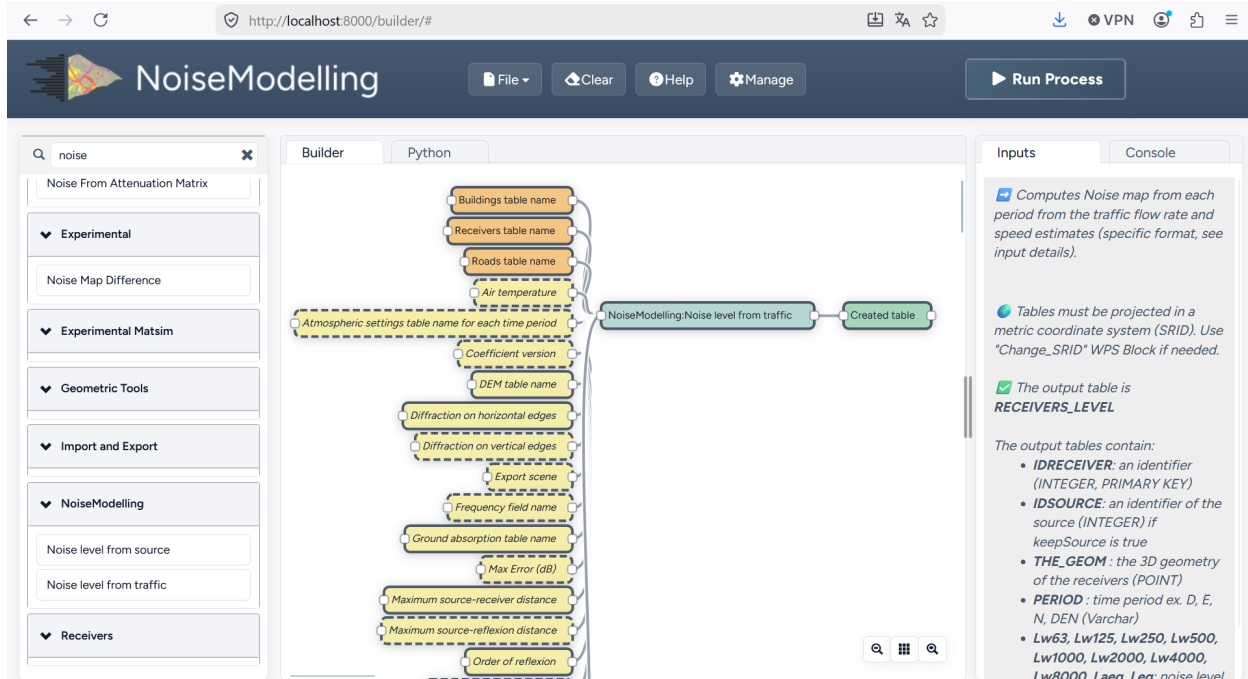 http://localhost:8000/builder/#
VPN
NoiseModelling
File
Clear
Help
Manage
Run Process
noise
Noise From Attenuation Matrix
Experimental
Noise Map Difference
Experimental Matsim
Geometric Tools
Import and Export
NoiseModelling
Noise level from source
Noise level from traffic
Receivers
Builder
Python
Buildings table name
Receivers table name
Roads table name
Air temperature
Atmospheric settings table name for each time period
Coefficient version
DEM table name
Diffraction on horizontal edges
Diffraction on vertical edges
Export scene
Frequency field name
Ground absorption table name
Max Error (dB)
Maximum source-receiver distance
Maximum source-reflexion distance
Order of reflexion
NoiseModelling:Noise level from traffic
Created table
Inputs
Console
Computes Noise map from each
period from the traffic flow rate and
speed estimates (specific format, see
input details).
Tables must be projected in a
metric coordinate system (SRID). Use
"Change_SRID" WPS Block if needed.
The output table is
RECEIVERS_LEVEL
The output tables contain:
• IDRECEIVER: an identifier
(INTEGER, PRIMARY KEY)
• IDSOURCE: an identifier of the
source (INTEGER) if
keepSource is true
• THE_GEOM : the 3D geometry
of the receivers (POINT)
• PERIOD : time period ex. D, E,
N, DEN (Varchar)
• Lw63, Lw125, Lw250, Lw500,
Lw1000, Lw2000, Lw4000,
Lw8000, Laeq, Leq: noise level